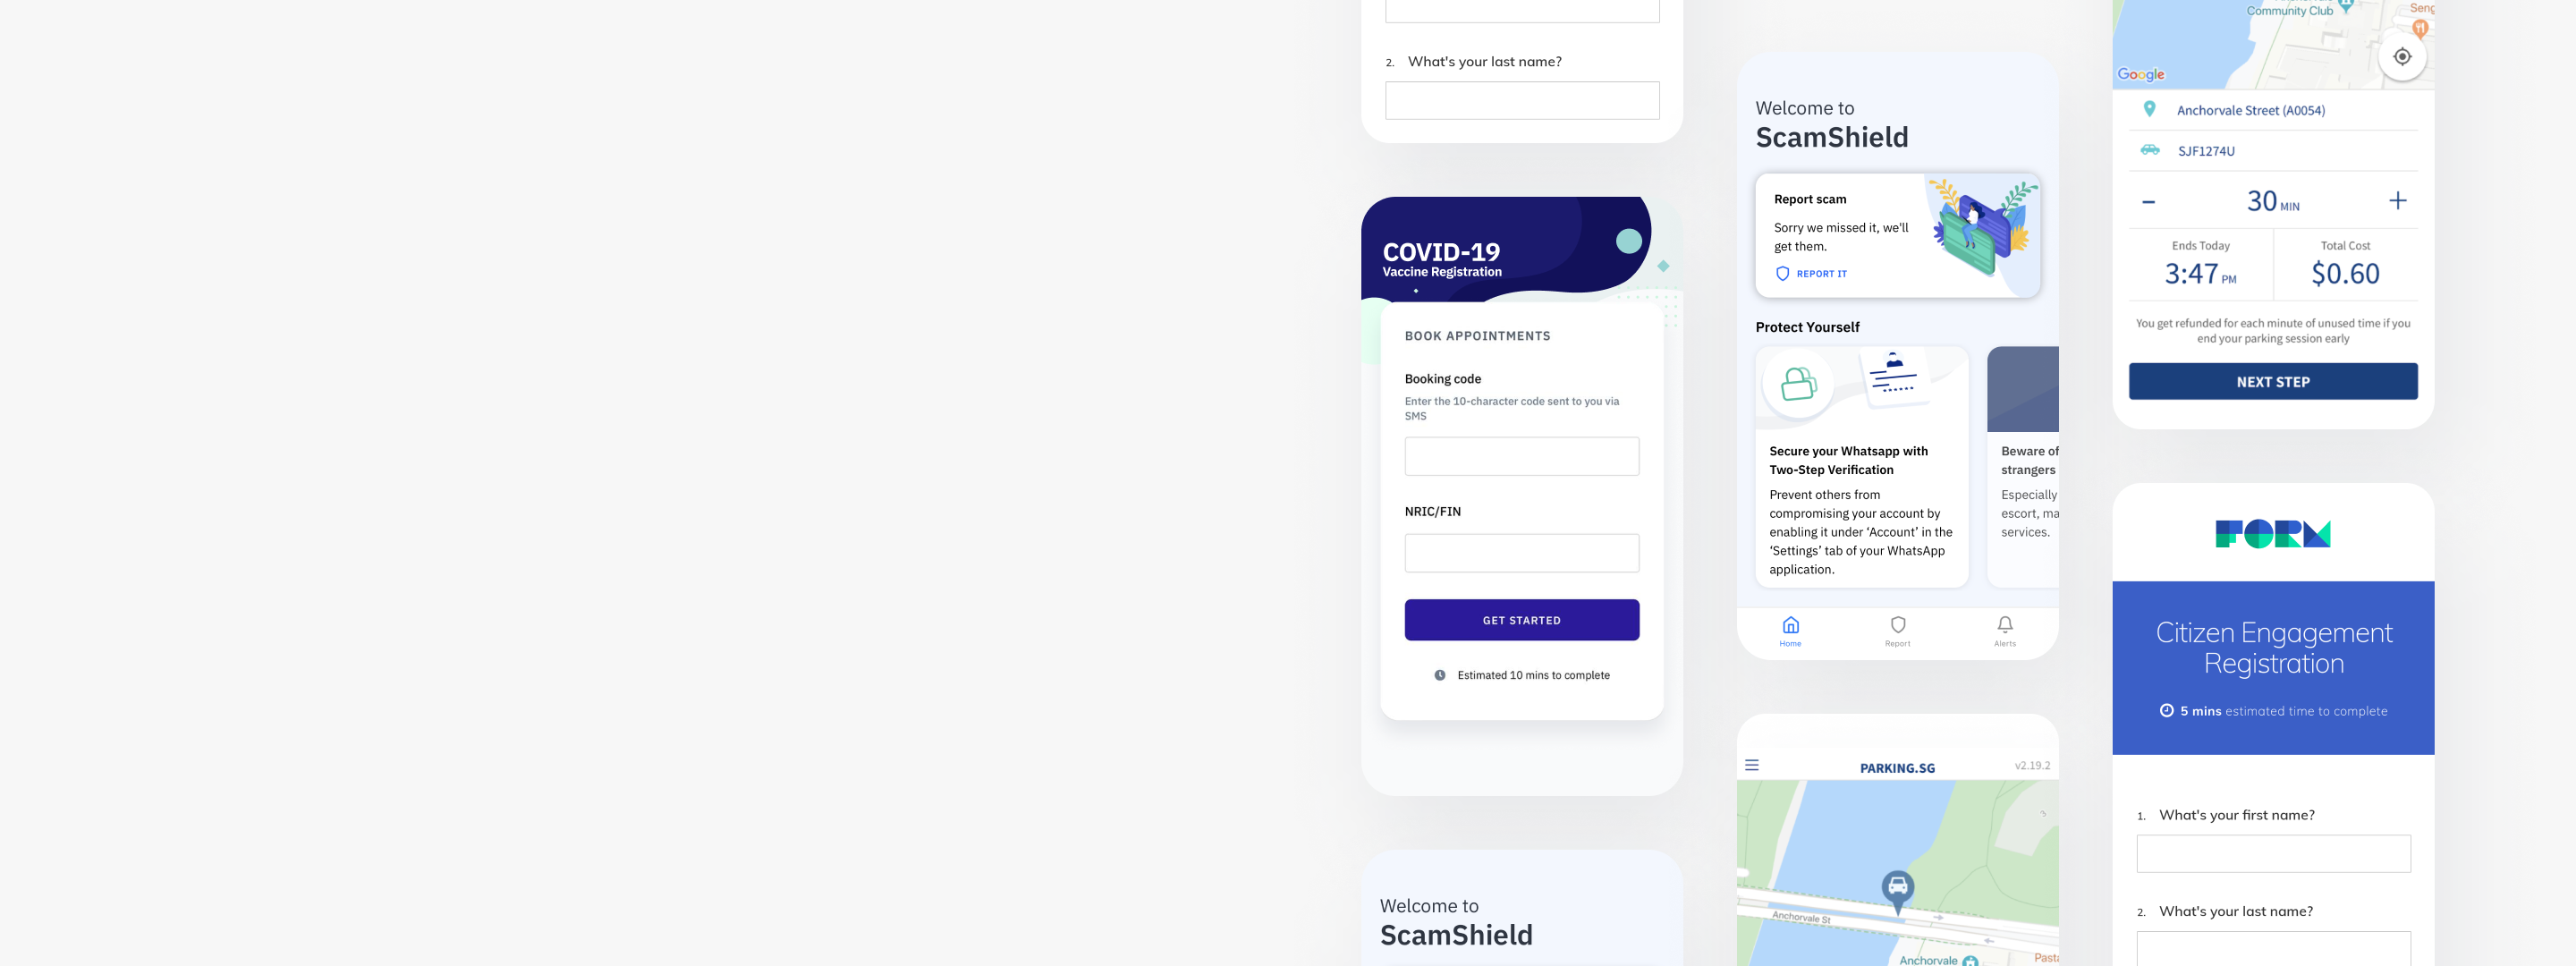 2. What's your last name?
COVID-19
Vaccine Registration
BOOK APPOINTMENTS
Booking code
Enter the 10-character code sent to you via
SMS
NRIC/FIN
GET STARTED
Estimated 10 mins to complete
Welcome to
ScamShield
Welcome to
ScamShield
Report scam
Sorry we missed it, we'll
get them.
REPORT IT
Protect Yourself
Secure your Whatsapp with
Two-Step Verification
Prevent others from
compromising your account by
enabling it under ‘Account’ in the
‘Settings’ tab of your WhatsApp
application.
Beware of
strangers
Especially
escort, ma
services.
Home
Report
Alerts
PARKING.SG
v2.19.2
Anchorvale St
Anchorvale
Pasta
Community Club
Seng
Google
Anchorvale Street (A0054)
SJF1274U
- 30 MIN +
Ends Today
3:47 PM
Total Cost
$0.60
You get refunded for each minute of unused time if you
end your parking session early
NEXT STEP
FORM
Citizen Engagement
Registration
5 mins estimated time to complete
1. What's your first name?
2. What's your last name?